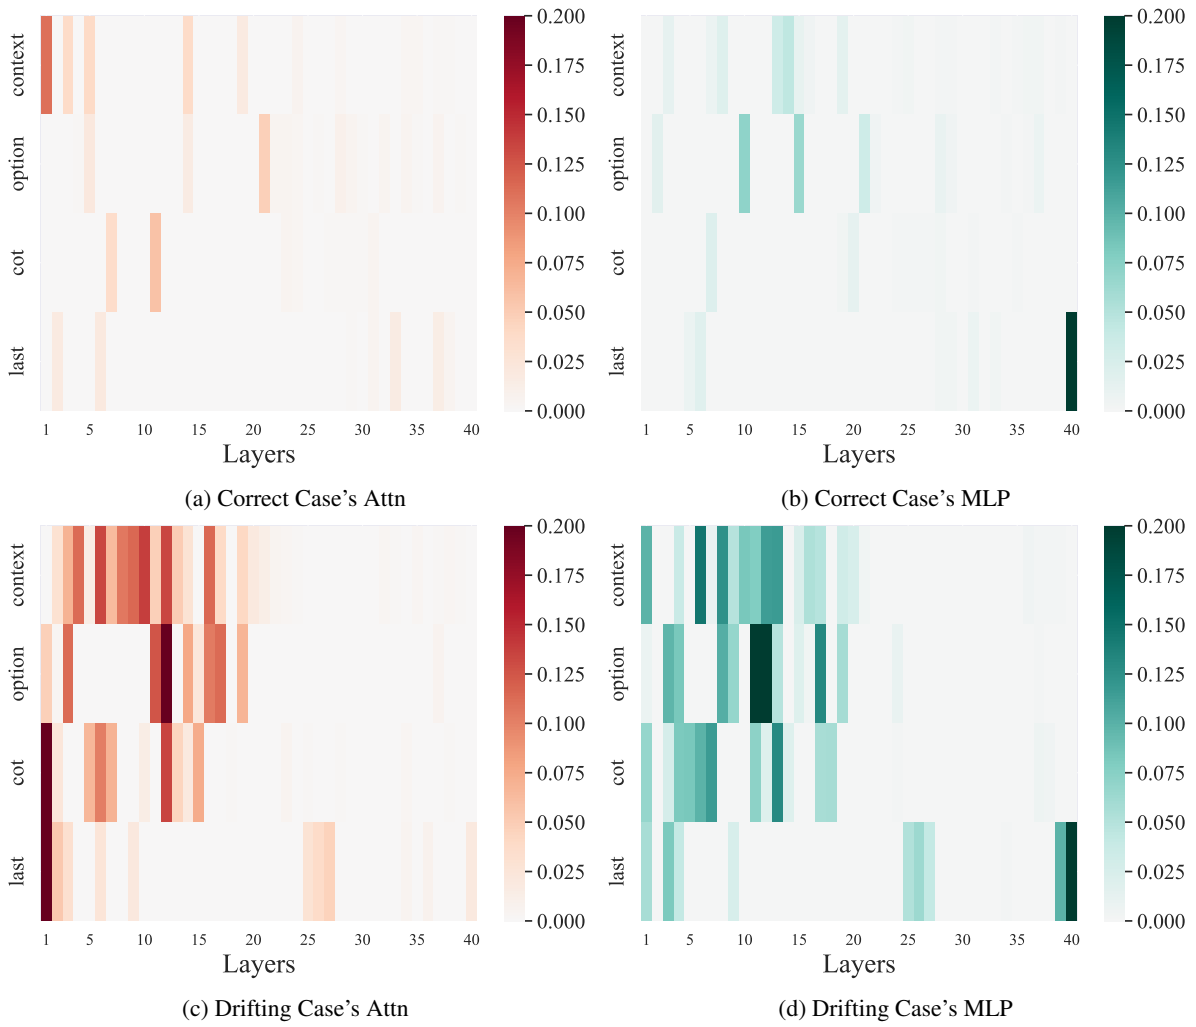 context
option
cot
last
1 5 10 15 20 25 30 35 40
Layers
0.200
0.175
0.150
0.125
0.100
0.075
0.050
0.025
0.000
(a) Correct Case's Attn
context
option
cot
last
1 5 10 15 20 25 30 35 40
Layers
0.200
0.175
0.150
0.125
0.100
0.075
0.050
0.025
0.000
(b) Correct Case's MLP
context
option
cot
last
1 5 10 15 20 25 30 35 40
Layers
0.200
0.175
0.150
0.125
0.100
0.075
0.050
0.025
0.000
(c) Drifting Case's Attn
context
option
cot
last
1 5 10 15 20 25 30 35 40
Layers
0.200
0.175
0.150
0.125
0.100
0.075
0.050
0.025
0.000
(d) Drifting Case's MLP